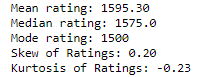 Mean rating: 1595.30
Median rating: 1575.0
Mode rating: 1500
Skew of Ratings: 0.20
Kurtosis of Ratings: -0.23